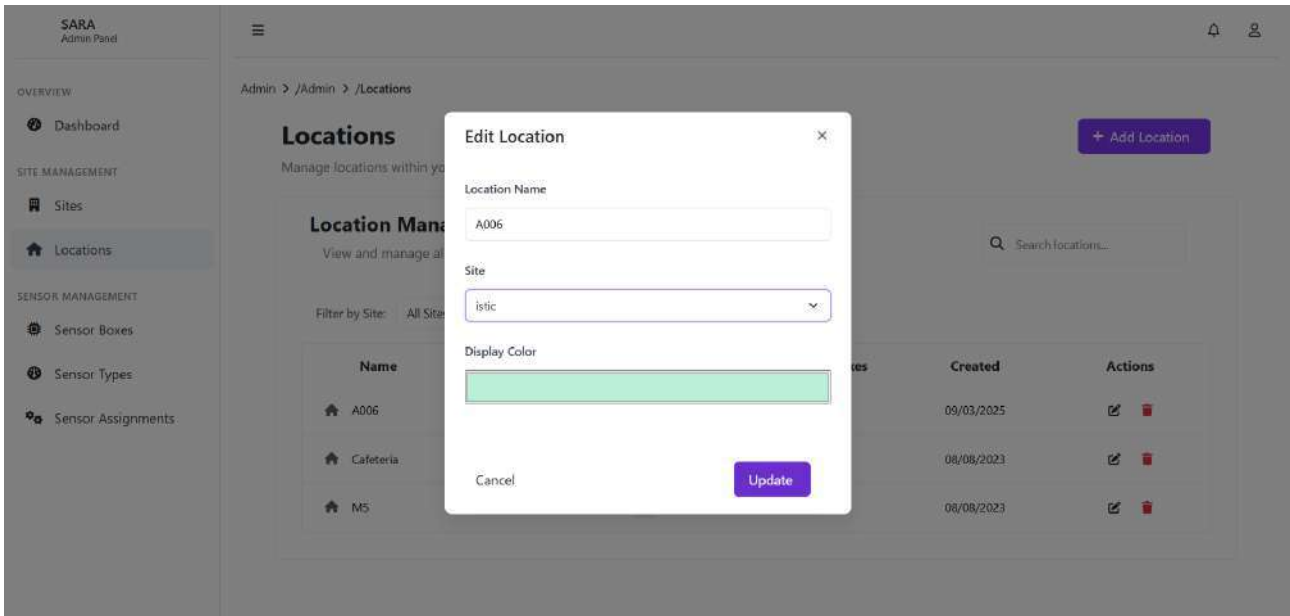 SARA
Admin Panel
OVERVIEW
Dashboard
SITE MANAGEMENT
Sites
Locations
SENSOR MANAGEMENT
Sensor Boxes
Sensor Types
Sensor Assignments
Admin > /Admin > /Locations
Locations
+ Add Location
Manage locations within yo
Location Mana
View and manage al
Search locations...
Filter by Site: All Site
Name
Created
Actions
A006
09/03/2025
Cafeteria
08/08/2023
M5
08/08/2023
Edit Location
×
Location Name
A006
Site
istic
Display Color
Cancel
Update